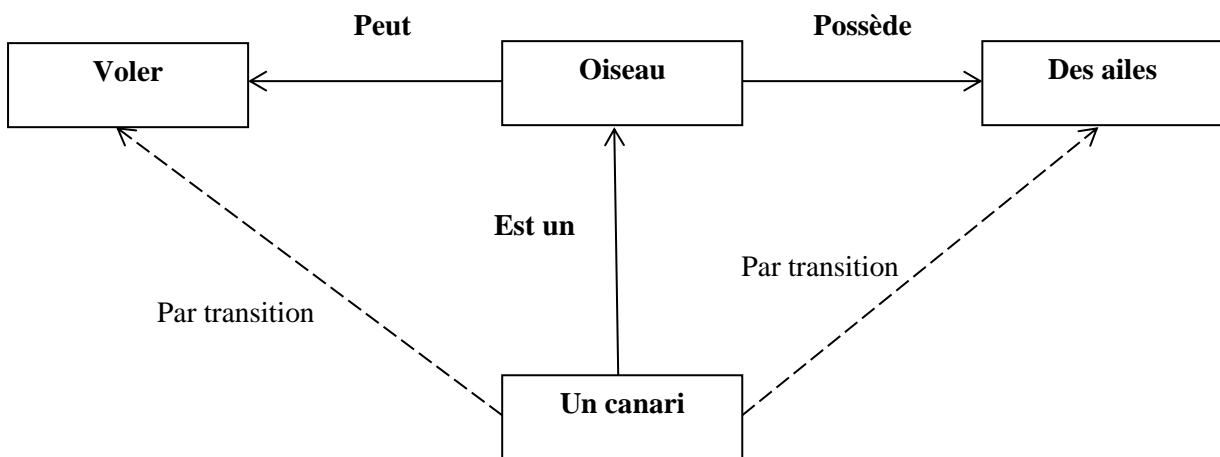 Peut
Possède
Voler
Oiseau
Des ailes
Est un
Par transition
Par transition
Un canari